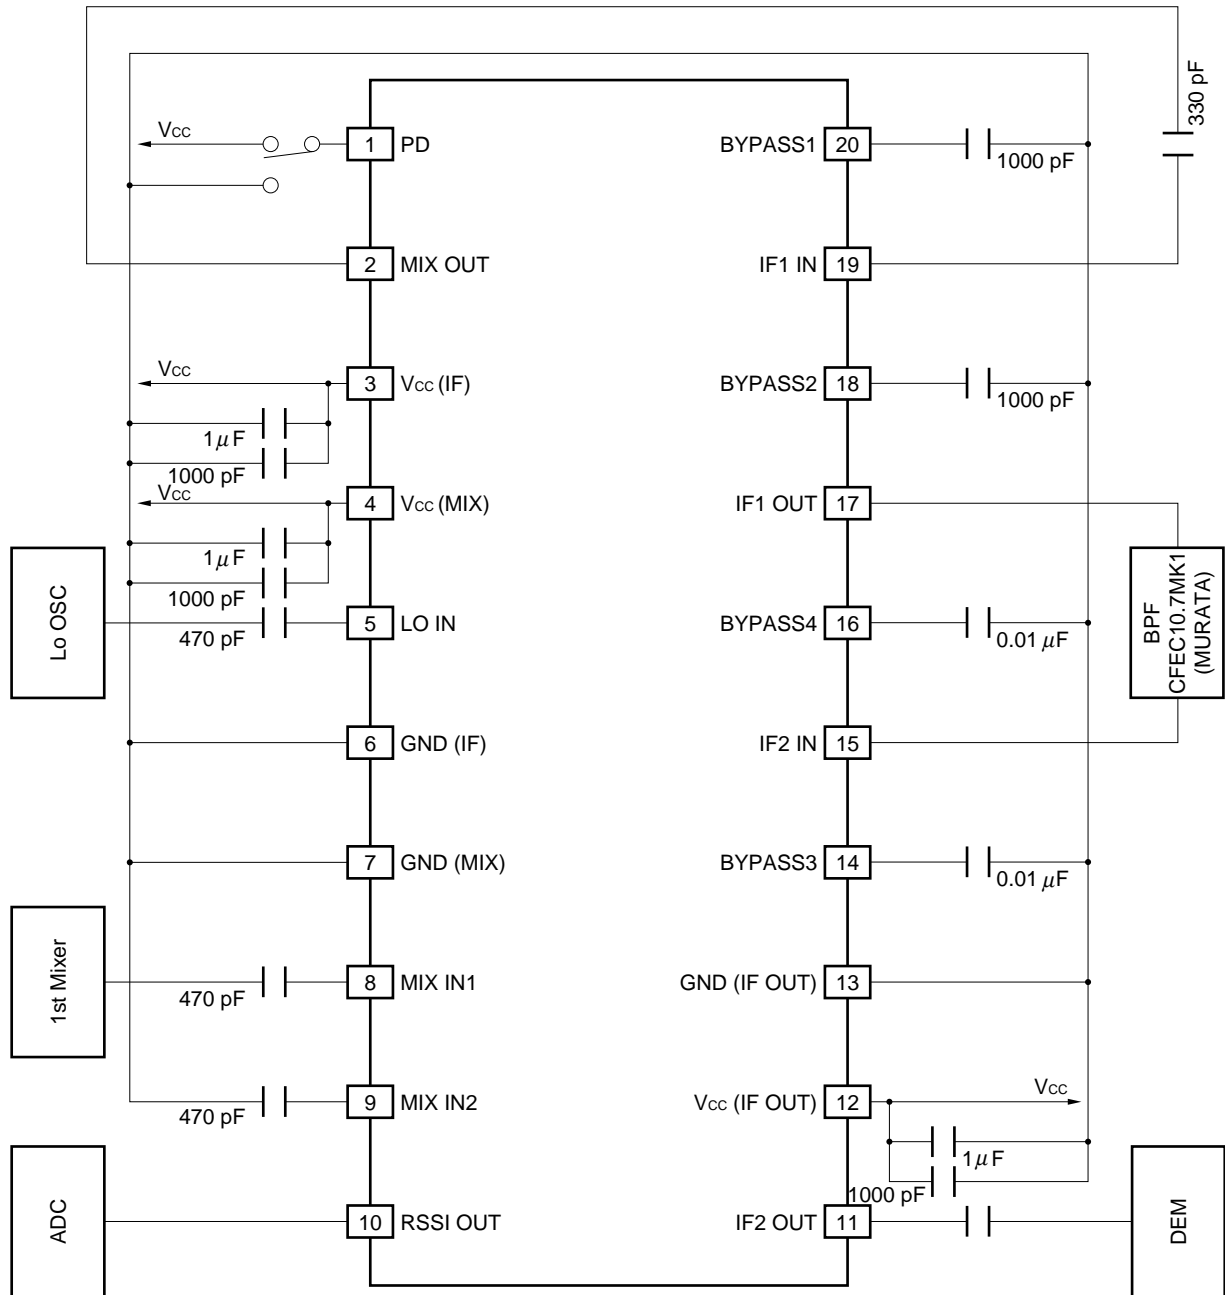 330 pF
Vcc
1 PD
BYPASS1 20
1000 pF
2 MIX OUT
IF1 IN 19
Vcc
3 Vcc (IF)
BYPASS2 18
1000 pF
1 μF
1000 pF
Vcc
4 Vcc (MIX)
IF1 OUT 17
1 μF
1000 pF
Lo OSC
470 pF
5 LO IN
BYPASS4 16
0.01 μF
BPF
CFEC10.7MK1
(MURATA)
6 GND (IF)
IF2 IN 15
7 GND (MIX)
BYPASS3 14
0.01 μF
1st Mixer
470 pF
8 MIX IN1
GND (IF OUT) 13
470 pF
9 MIX IN2
Vcc (IF OUT) 12
Vcc
1 μF
1000 pF
ADC
10 RSSI OUT
IF2 OUT 11
DEM